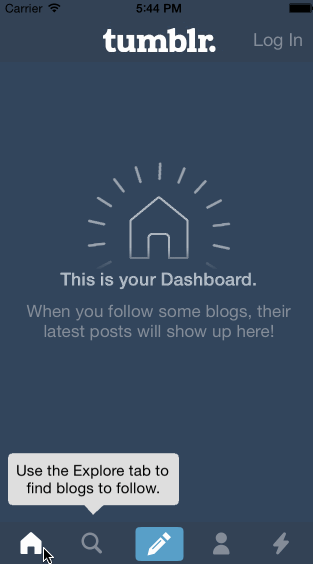 Carrier 5:44 PM
tumblr. Log In
This is your Dashboard.
When you follow some blogs, their
latest posts will show up here!
Use the Explore tab to
find blogs to follow.